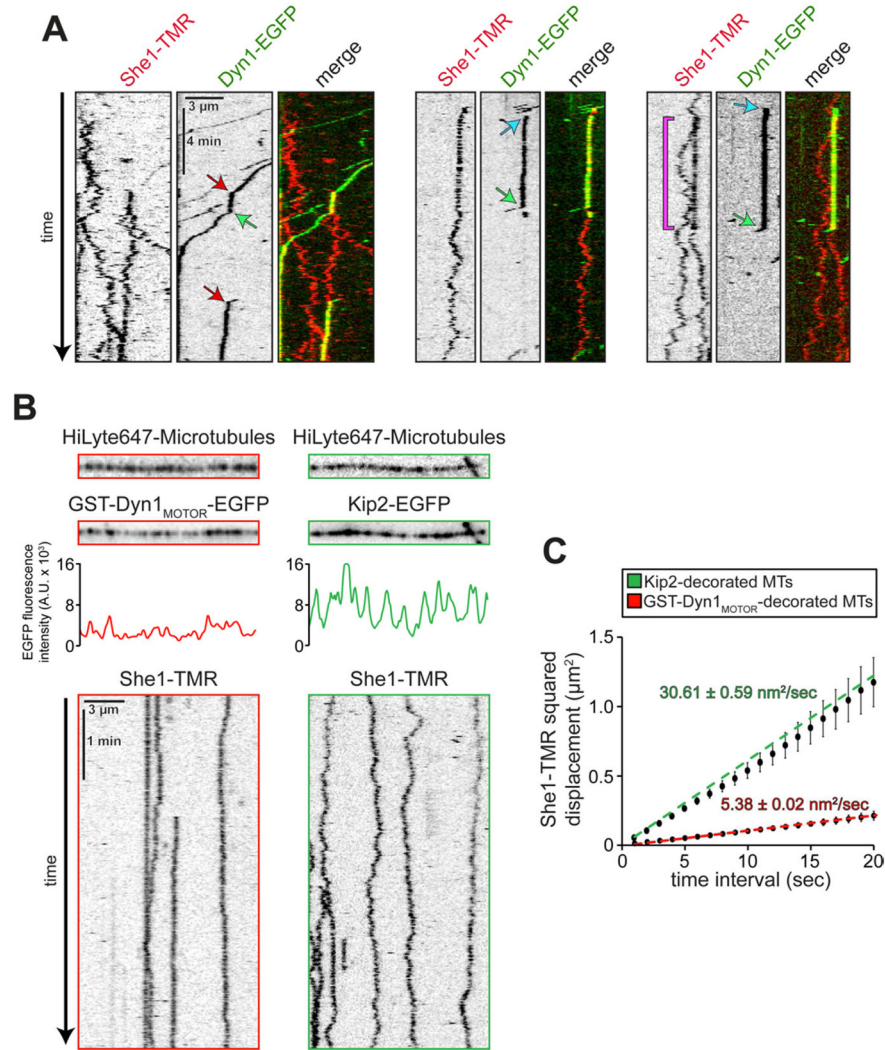 A
She1-TMR
Dyn1-EGFP
merge
She1-TMR
Dyn1-EGFP
merge
She1-TMR
Dyn1-EGFP
merge
3 µm
4 min
time
B
HiLyte647-Microtubules
HiLyte647-Microtubules
GST-Dyn1MOTOR-EGFP
Kip2-EGFP
EGFP fluorescence
intensity (A.U. x 10³)
16
8
0
16
8
0
She1-TMR
She1-TMR
3 µm
1 min
time
C
Kip2-decorated MTs
GST-Dyn1MOTOR-decorated MTs
She1-TMR squared
displacement (µm²)
1.5
1.0
0.5
0
30.61 ± 0.59 nm²/sec
5.38 ± 0.02 nm²/sec
0 5 10 15 20
time interval (sec)